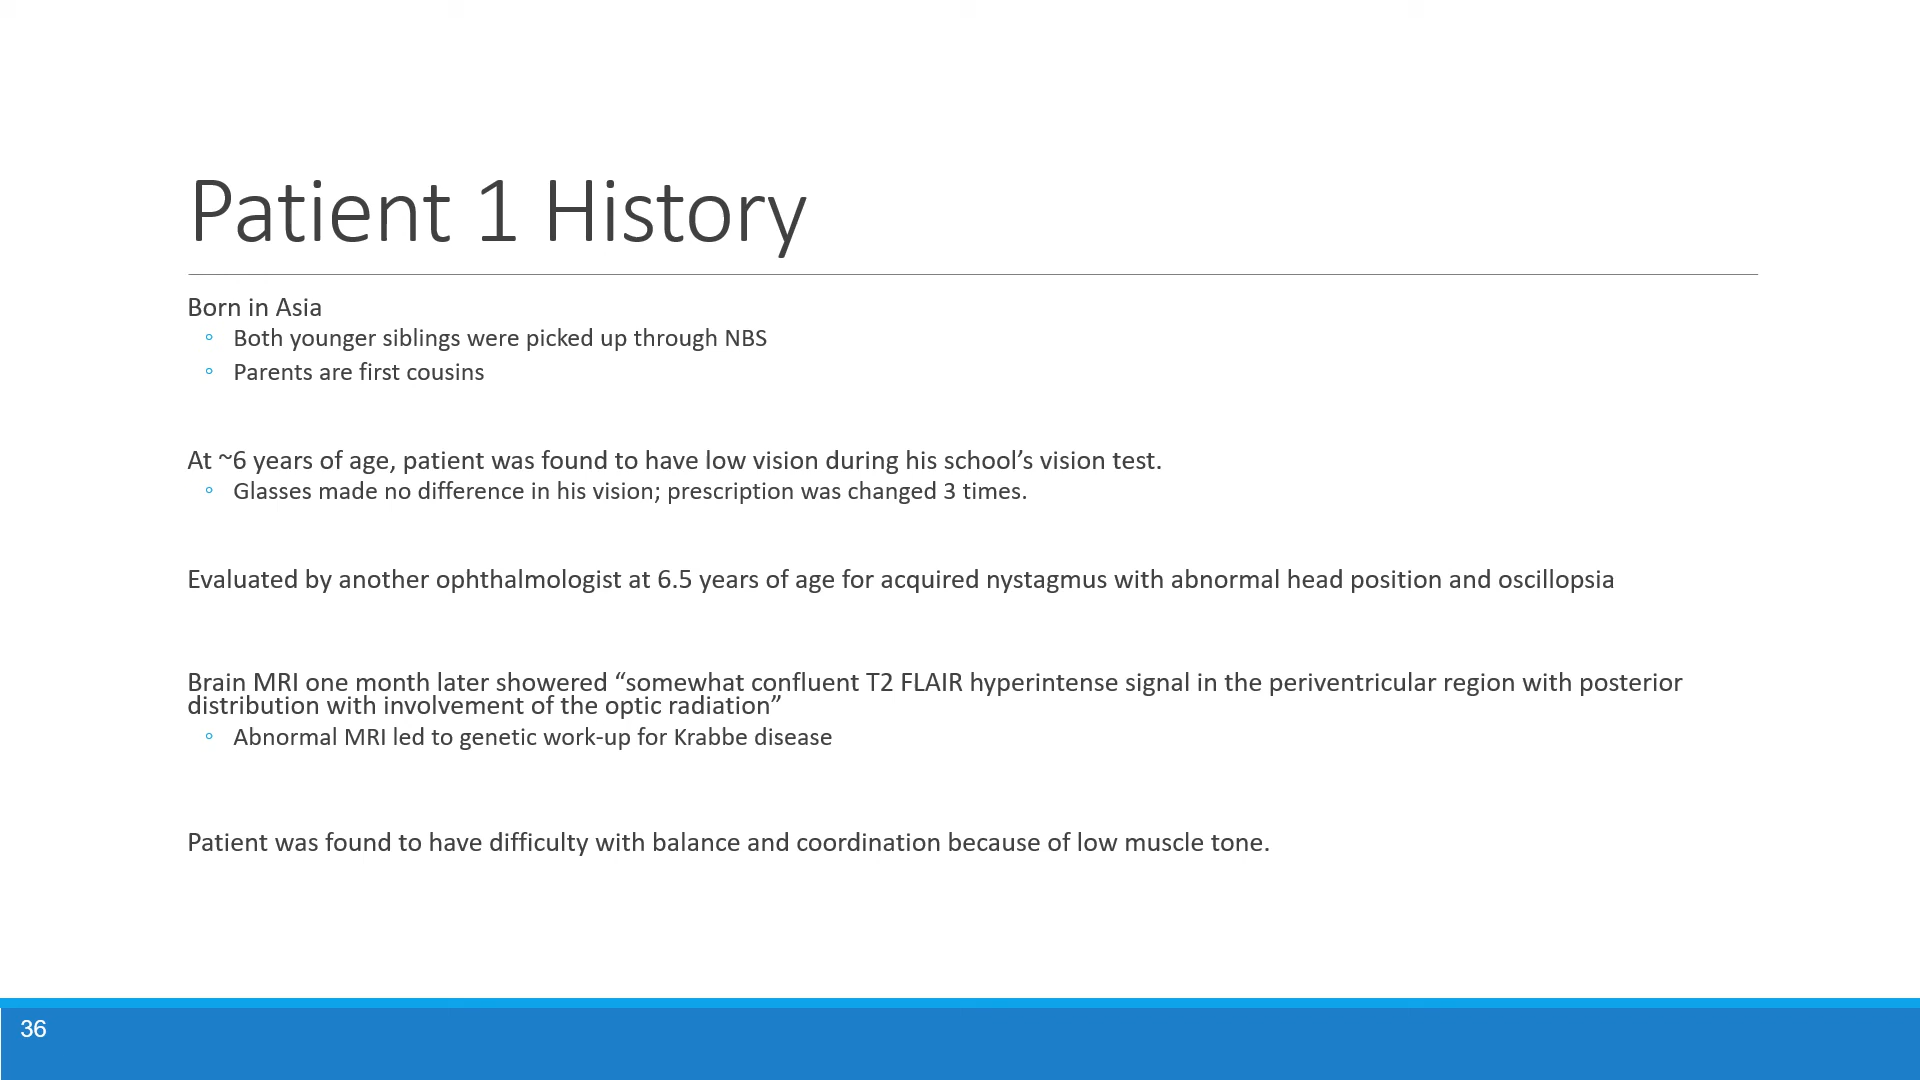 Patient 1 History
Born in Asia
◦ Both younger siblings were picked up through NBS
◦ Parents are first cousins
At ~6 years of age, patient was found to have low vision during his school’s vision test.
◦ Glasses made no difference in his vision; prescription was changed 3 times.
Evaluated by another ophthalmologist at 6.5 years of age for acquired nystagmus with abnormal head position and oscillopsia
Brain MRI one month later showered “somewhat confluent T2 FLAIR hyperintense signal in the periventricular region with posterior
distribution with involvement of the optic radiation”
◦ Abnormal MRI led to genetic work-up for Krabbe disease
Patient was found to have difficulty with balance and coordination because of low muscle tone.
36